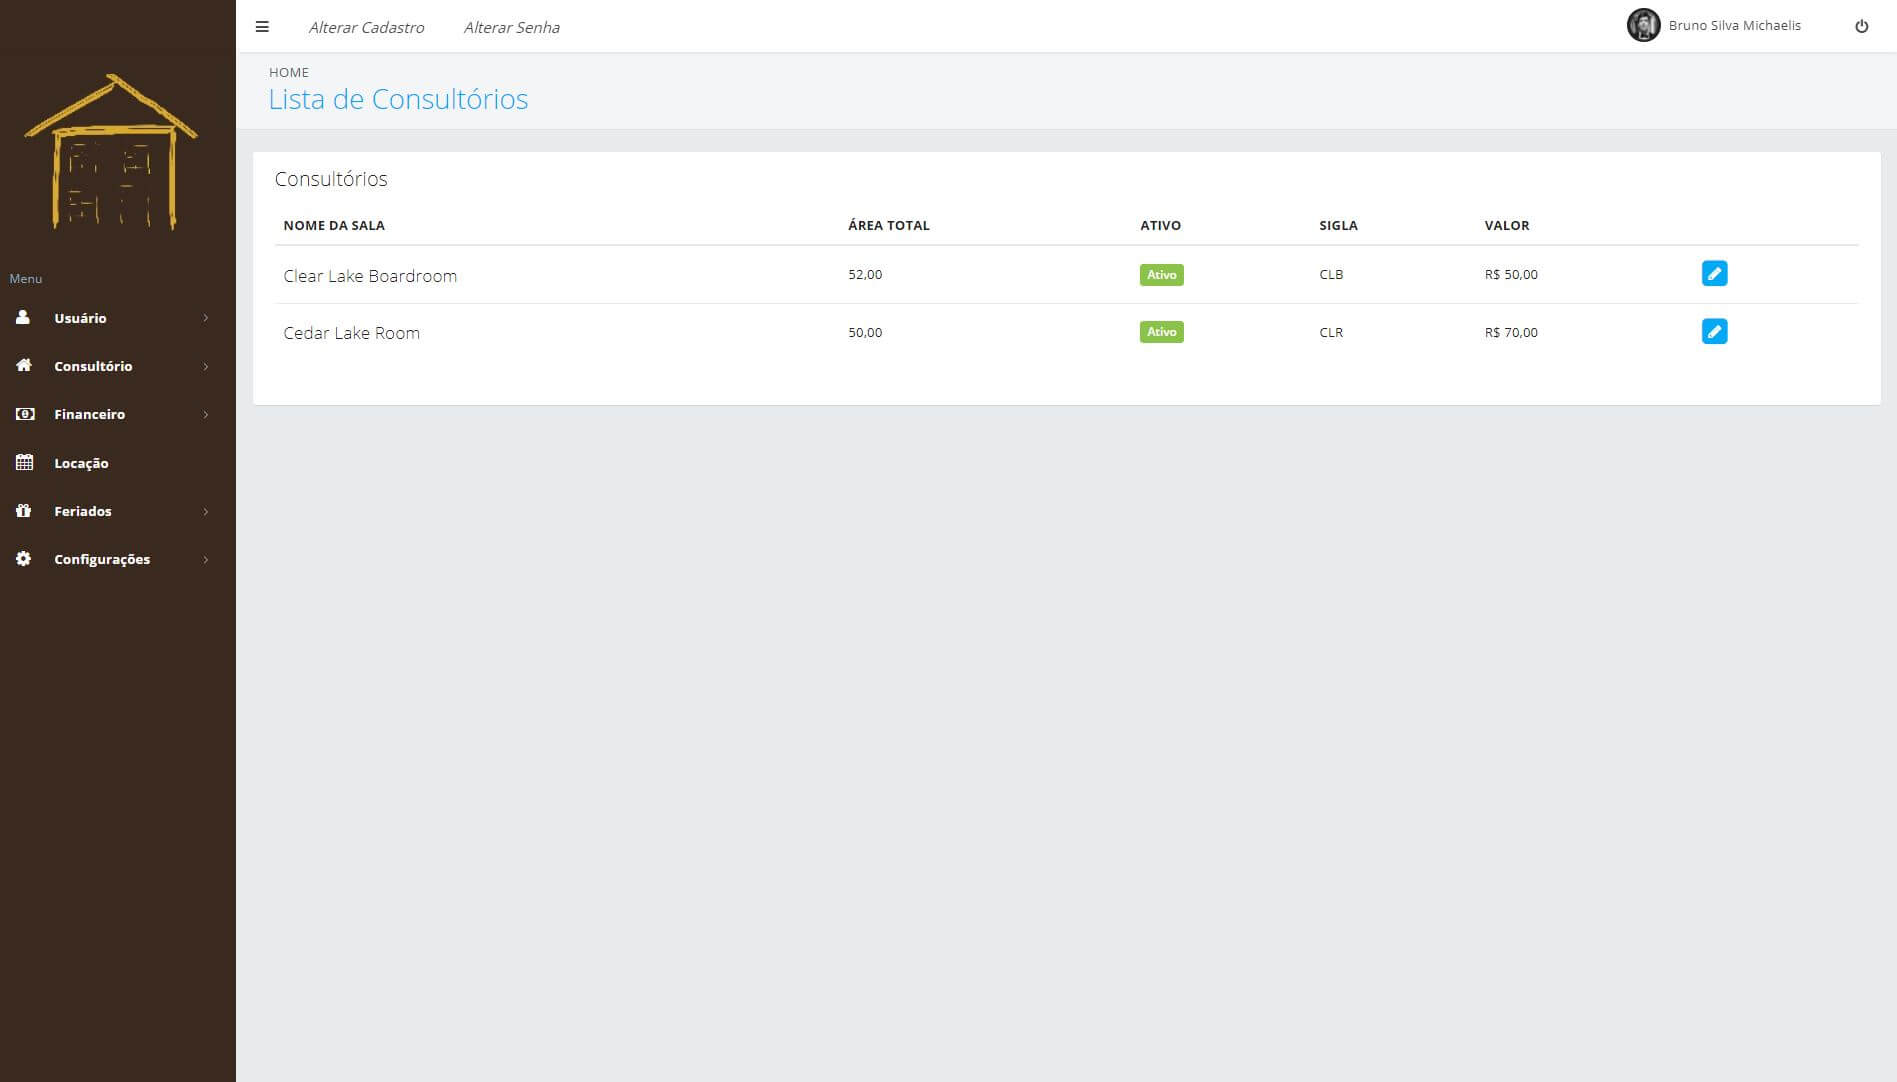 Alterar Cadastro Alterar Senha Bruno Silva Michaelis
HOME
Lista de Consultórios
Menu
Usuário
Consultório
Financeiro
Locação
Feriados
Configurações
Consultórios
NOME DA SALA ÁREA TOTAL ATIVO SIGLA VALOR
Clear Lake Boardroom 52,00 Ativo CLB R$ 50,00
Cedar Lake Room 50,00 Ativo CLR R$ 70,00